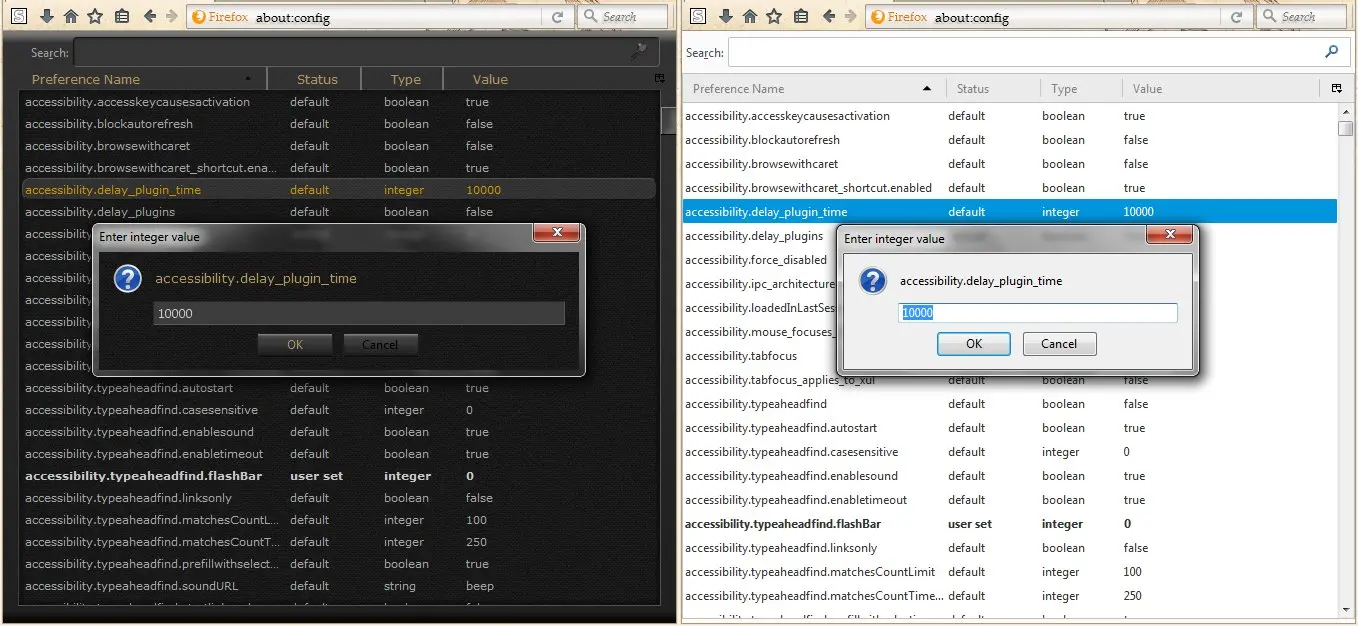 S Firefox about:config Search
Search:
Preference Name Status Type Value
accessibility.accesskeycausesactivation default boolean true
accessibility.blockautorefresh default boolean false
accessibility.browsewithcaret default boolean false
accessibility.browsewithcaret_shortcut.ena... default boolean true
accessibility.delay_plugin_time default integer 10000
accessibility.delay_plugins default boolean false
accessibility
Enter integer value
accessibility.delay_plugin_time
10000
OK Cancel
accessibility.typeaheadfind.autostart default boolean true
accessibility.typeaheadfind.casesensitive default integer 0
accessibility.typeaheadfind.enablesound default boolean true
accessibility.typeaheadfind.enabletimeout default boolean true
accessibility.typeaheadfind.flashBar user set integer 0
accessibility.typeaheadfind.linksonly default boolean false
accessibility.typeaheadfind.matchesCountL... default integer 100
accessibility.typeaheadfind.matchesCountT... default integer 250
accessibility.typeaheadfind.prefillwithselect... default boolean true
accessibility.typeaheadfind.soundURL default string beep
S Firefox about:config Search
Search:
Preference Name Status Type Value
accessibility.accesskeycausesactivation default boolean true
accessibility.blockautorefresh default boolean false
accessibility.browsewithcaret default boolean false
accessibility.browsewithcaret_shortcut.enabled default boolean true
accessibility.delay_plugin_time default integer 10000
accessibility.delay_plugins
accessibility.force_disabled
accessibility.ipc_architecture
accessibility.loadedInLastSes
accessibility.mouse_focuses_
accessibility.tabfocus
accessibility.tabfocus_applies_to_xul default boolean false
Enter integer value
accessibility.delay_plugin_time
10000
OK Cancel
accessibility.typeaheadfind default boolean false
accessibility.typeaheadfind.autostart default boolean true
accessibility.typeaheadfind.casesensitive default integer 0
accessibility.typeaheadfind.enablesound default boolean true
accessibility.typeaheadfind.enabletimeout default boolean true
accessibility.typeaheadfind.flashBar user set integer 0
accessibility.typeaheadfind.linksonly default boolean false
accessibility.typeaheadfind.matchesCountLimit default integer 100
accessibility.typeaheadfind.matchesCountTime... default integer 250